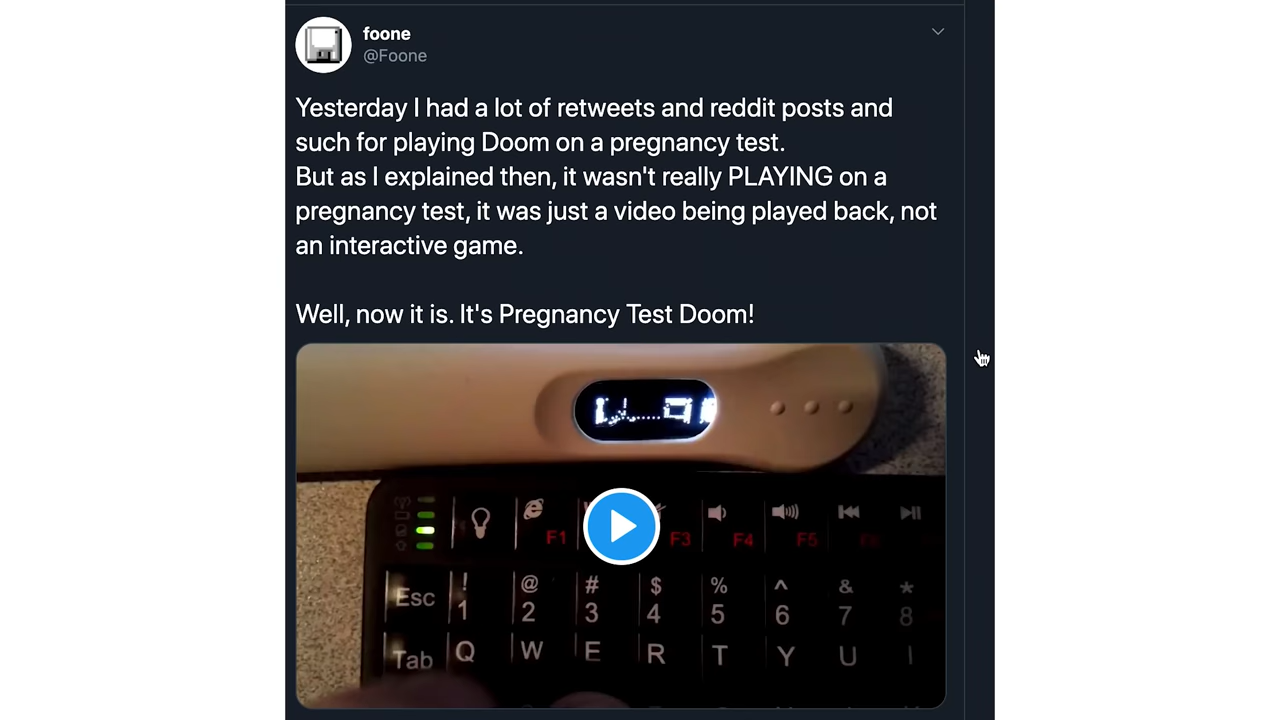 foone
@Foone
Yesterday I had a lot of retweets and reddit posts and
such for playing Doom on a pregnancy test.
But as I explained then, it wasn't really PLAYING on a
pregnancy test, it was just a video being played back, not
an interactive game.
Well, now it is. It's Pregnancy Test Doom!
F1 F3 F4 F5
! @ # $ % ^ & *
Esc 1 2 3 4 5 6 7 8
Tab Q W E R T Y U I